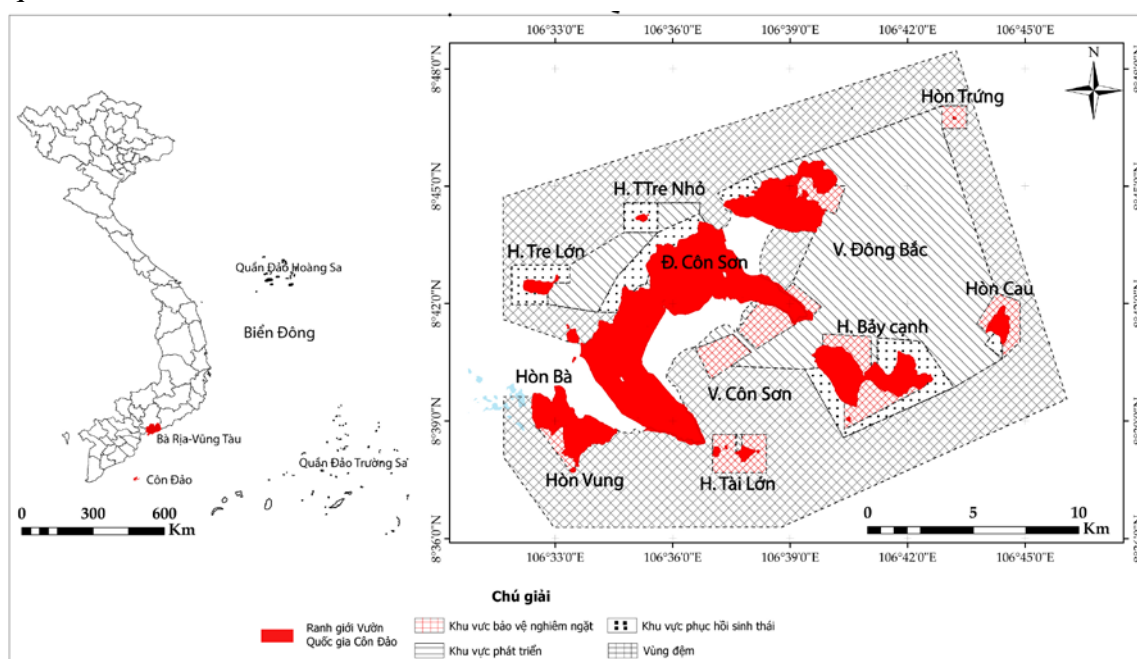 Quần Đảo Hoàng Sa
Biển Đông
Bà Rịa-Vũng Tàu
Quần Đảo Trường Sa
Côn Đảo
0 300 600
Km
106°33'0"E 106°36'0"E 106°39'0"E 106°42'0"E 106°45'0"E
8°48'0"N
8°45'0"N
8°42'0"N
8°39'0"N
8°36'0"N
N
Hòn Trứng
H. TTre Nhỏ
H. Tre Lớn
Đ. Côn Sơn
V. Đông Bắc
Hòn Cau
H. Bảy cạnh
Hòn Bà
V. Côn Sơn
Hòn Vung
H. Tài Lớn
0 5 10
Km
106°33'0"E 106°36'0"E 106°39'0"E 106°42'0"E 106°45'0"E
Chú giải
Ranh giới Vườn
Quốc gia Côn Đảo
Khu vực bảo vệ nghiêm ngặt
Khu vực phục hồi sinh thái
Khu vực phát triển
Vùng đệm